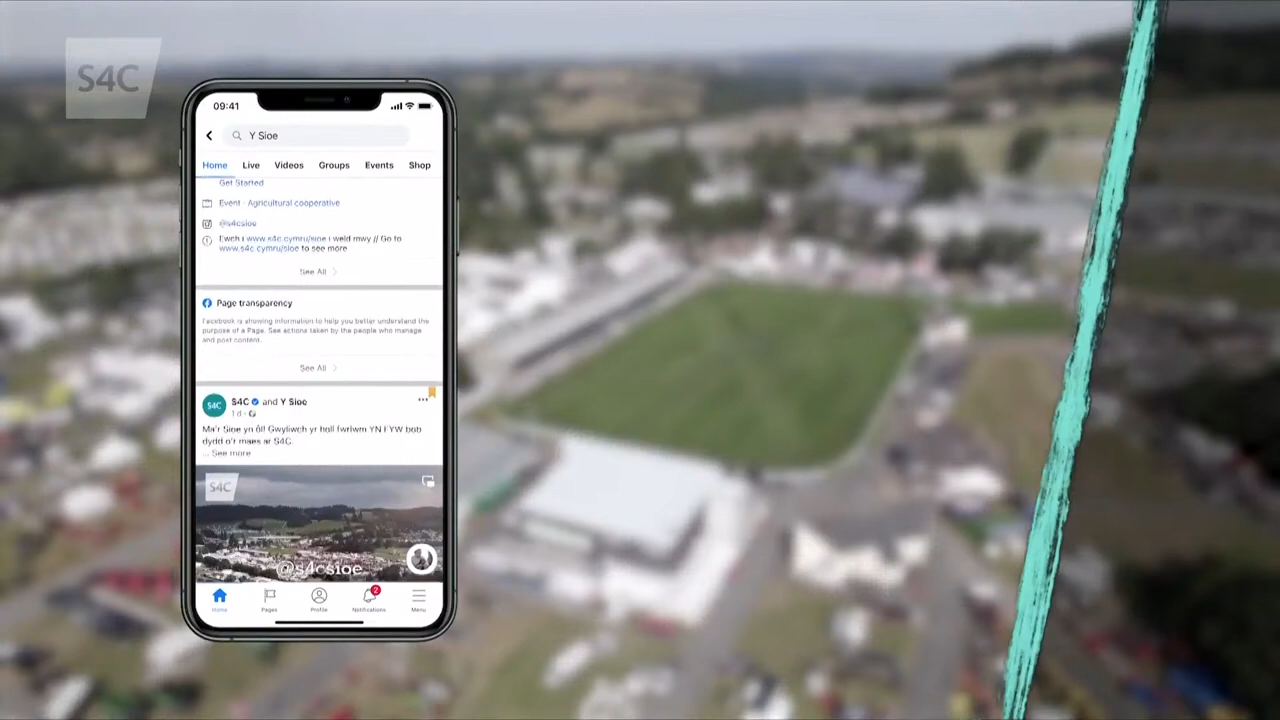 S4C
09:41
Y Sioe
Home Live Videos Groups Events Shop
Get Started
Event · Agricultural cooperative
@s4csioe
Ewch i www.s4c.cymru/sioe i weld mwy // Go to
www.s4c.cymru/sioe to see more
See All
Page transparency
Facebook is showing information to help you better understand the
purpose of a Page. See actions taken by the people who manage
and post content.
See All
S4C and Y Sioe
1d
Ma'r Sioe yn ôl! Gwyliwch yr holl fwrlwm YN FYW bob
dydd o'r maes ar S4C.
... See more
S4C
@s4csioe
2
Home Pages Profile Notifications Menu